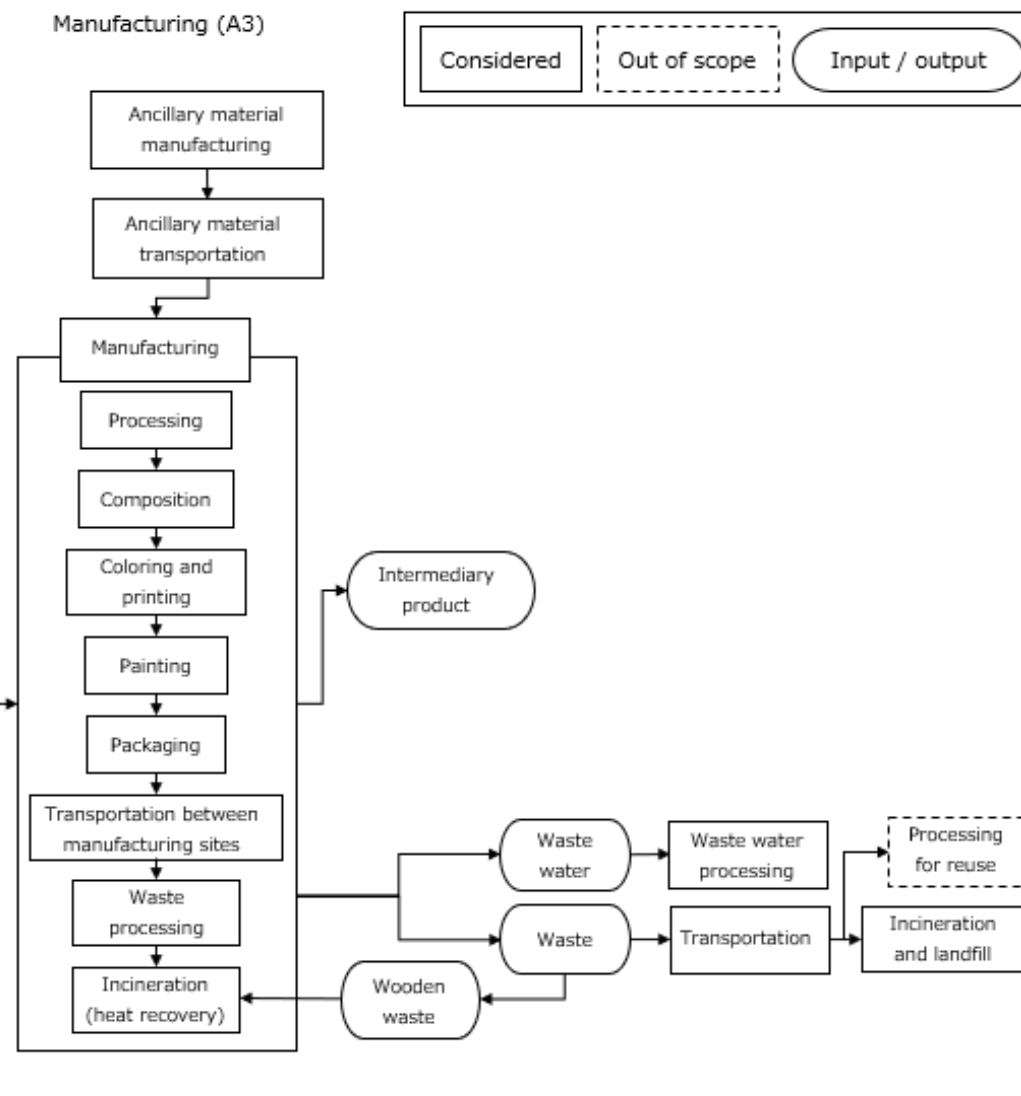 Manufacturing (A3)
Considered
Out of scope
Input / output
Ancillary material
manufacturing
Ancillary material
transportation
Manufacturing
Processing
Composition
Coloring and
printing
Intermediary
product
Painting
Packaging
Transportation between
manufacturing sites
Waste
water
Waste water
processing
Processing
for reuse
Waste
processing
Waste
Transportation
Incineration
and landfill
Incineration
(heat recovery)
Wooden
waste